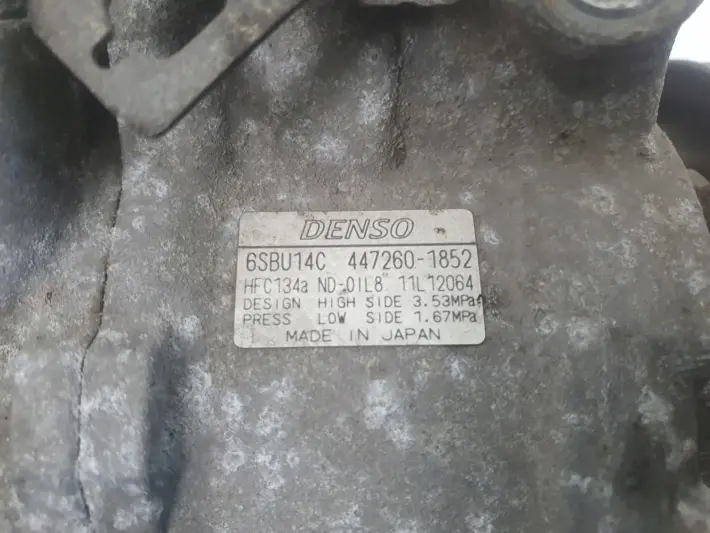 DENSO
6SBU14C 447260-1852
HFC134a ND-OIL8 11L12064
DESIGN HIGH SIDE 3.53MPa
PRESS LOW SIDE 1.67MPa
MADE IN JAPAN